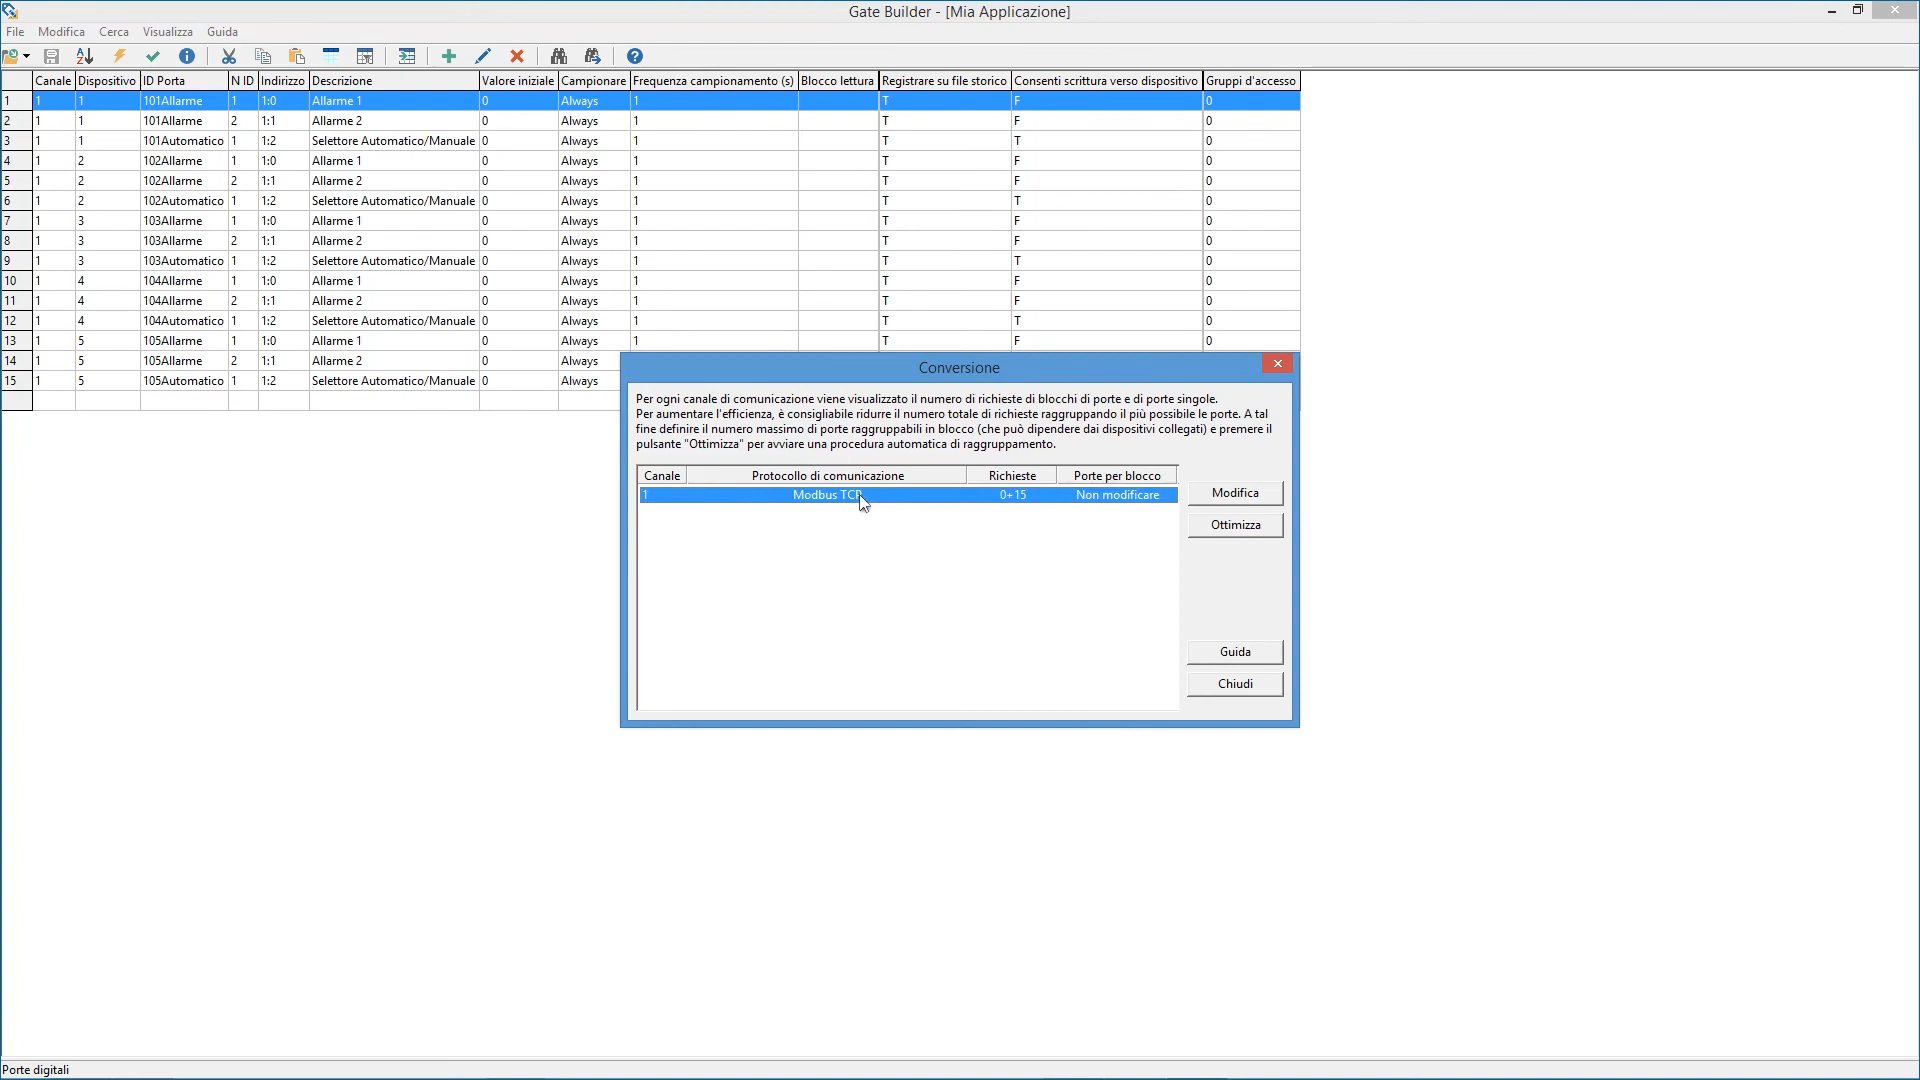 Gate Builder - [Mia Applicazione]
File Modifica Cerca Visualizza Guida
Canale Dispositivo ID Porta N ID Indirizzo Descrizione Valore iniziale Campionare Frequenza campionamento (s) Blocco lettura Registrare su file storico Consenti scrittura verso dispositivo Gruppi d'accesso
1 1 1 101Allarme 1 1:0 Allarme 1 0 Always 1 T F 0
2 1 1 101Allarme 2 1:1 Allarme 2 0 Always 1 T F 0
3 1 1 101Automatico 1 1:2 Selettore Automatico/Manuale 0 Always 1 T T 0
4 1 2 102Allarme 1 1:0 Allarme 1 0 Always 1 T F 0
5 1 2 102Allarme 2 1:1 Allarme 2 0 Always 1 T F 0
6 1 2 102Automatico 1 1:2 Selettore Automatico/Manuale 0 Always 1 T T 0
7 1 3 103Allarme 1 1:0 Allarme 1 0 Always 1 T F 0
8 1 3 103Allarme 2 1:1 Allarme 2 0 Always 1 T F 0
9 1 3 103Automatico 1 1:2 Selettore Automatico/Manuale 0 Always 1 T T 0
10 1 4 104Allarme 1 1:0 Allarme 1 0 Always 1 T F 0
11 1 4 104Allarme 2 1:1 Allarme 2 0 Always 1 T F 0
12 1 4 104Automatico 1 1:2 Selettore Automatico/Manuale 0 Always 1 T T 0
13 1 5 105Allarme 1 1:0 Allarme 1 0 Always 1 T F 0
14 1 5 105Allarme 2 1:1 Allarme 2 0 Always
15 1 5 105Automatico 1 1:2 Selettore Automatico/Manuale 0 Always
Conversione
Per ogni canale di comunicazione viene visualizzato il numero di richieste di blocchi di porte e di porte singole.
Per aumentare l'efficienza, è consigliabile ridurre il numero totale di richieste raggruppando il più possibile le porte. A tal
fine definire il numero massimo di porte raggruppabili in blocco (che può dipendere dai dispositivi collegati) e premere il
pulsante "Ottimizza" per avviare una procedura automatica di raggruppamento.
Canale Protocollo di comunicazione Richieste Porte per blocco
1 Modbus TCP 0+15 Non modificare
Modifica
Ottimizza
Guida
Chiudi
Porte digitali